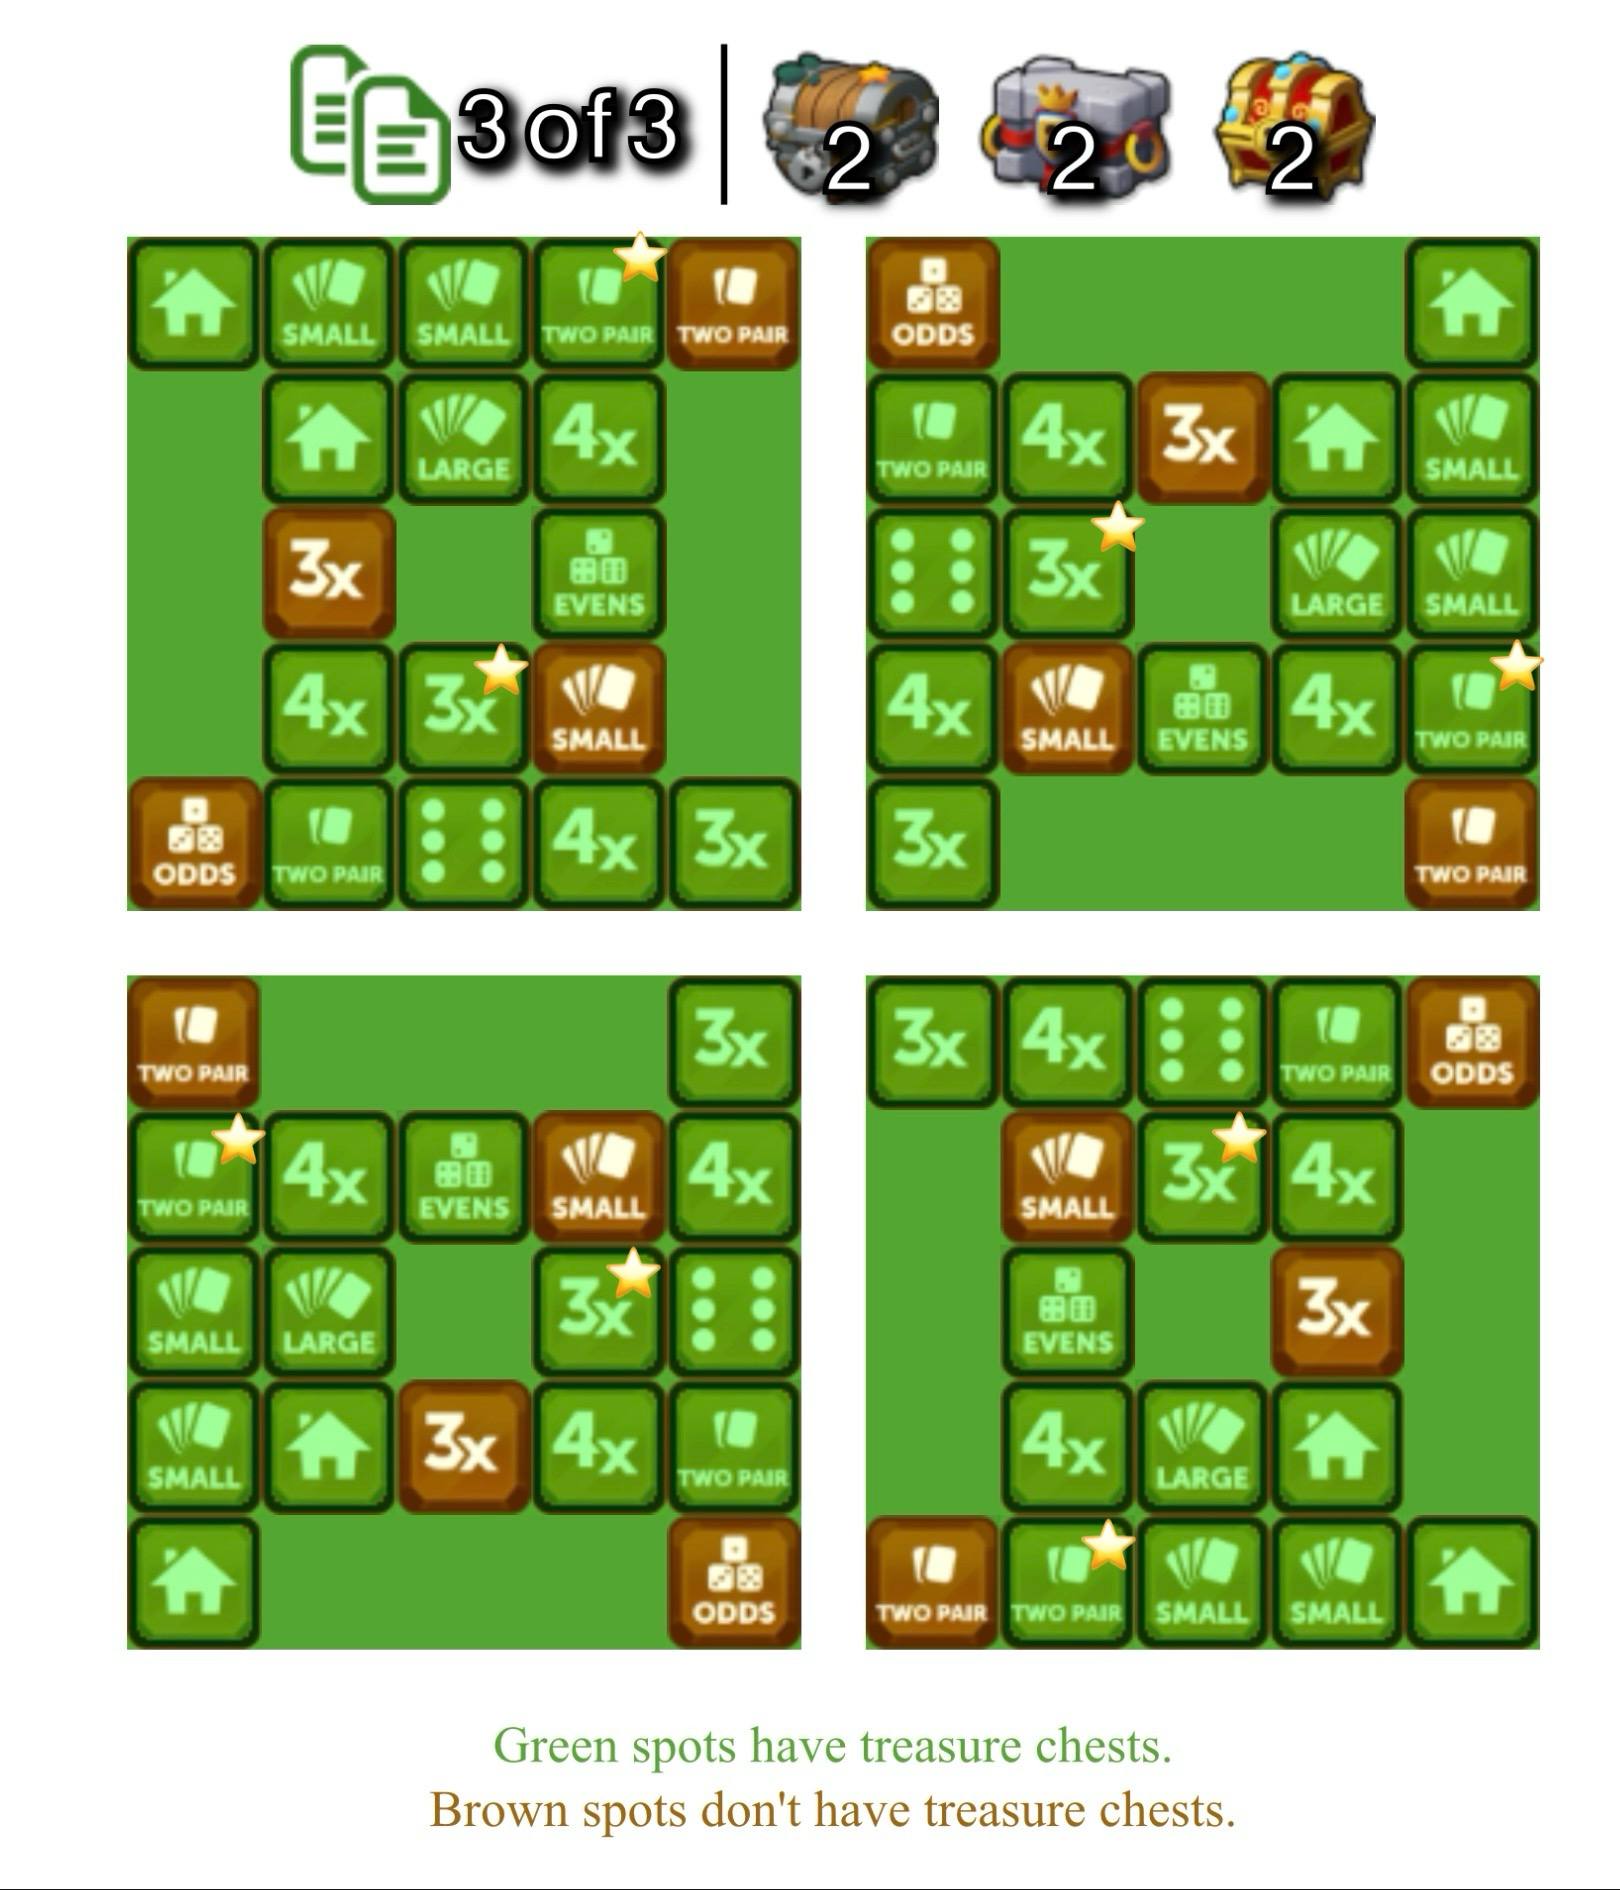 3 of 3
2 2 2
SMALL SMALL TWO PAIR TWO PAIR
LARGE 4x
3x EVENS
4x 3x SMALL
ODDS TWO PAIR 4x 3x
ODDS
TWO PAIR 4x 3x SMALL
3x LARGE SMALL
4x SMALL EVENS 4x TWO PAIR
3x TWO PAIR
TWO PAIR 3x
TWO PAIR 4x EVENS SMALL 4x
SMALL LARGE 3x
SMALL 3x 4x TWO PAIR
ODDS
3x 4x TWO PAIR ODDS
SMALL 3x 4x
EVENS 3x
4x LARGE
TWO PAIR TWO PAIR SMALL SMALL
Green spots have treasure chests.
Brown spots don't have treasure chests.